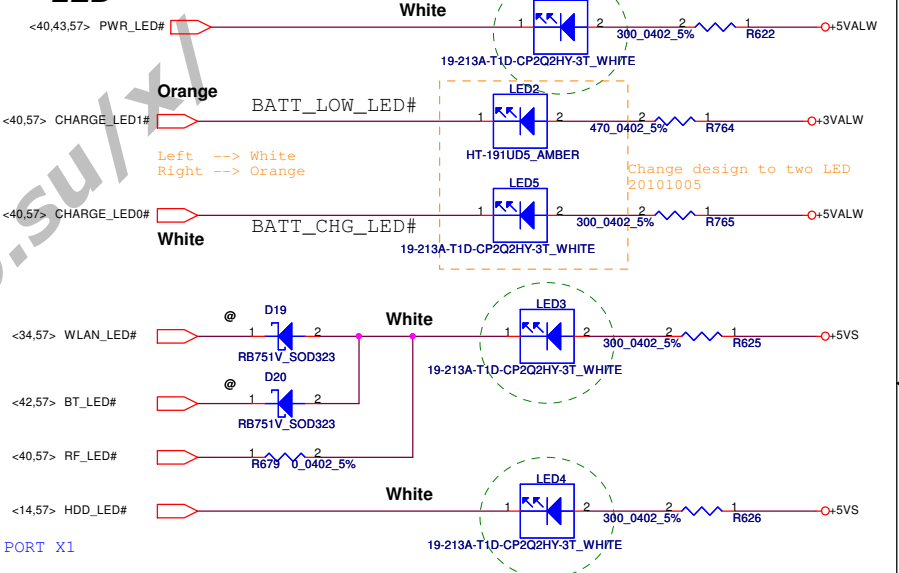 LED
White
<40,43,57> PWR_LED# 1 2 300_0402_5% 2 1 R622 +5VALW
19-213A-T1D-CP2Q2HY-3T_WHITE
Orange
BATT_LOW_LED#
LED2
<40,57> CHARGE_LED1# 1 2 470_0402_5% 2 1 R764 +3VALW
HT-191UD5_AMBER
Left --> White
Right --> Orange
Change design to two LED
20101005
LED5
<40,57> CHARGE_LED0# 1 2 300_0402_5% 2 1 R765 +5VALW
White
BATT_CHG_LED#
19-213A-T1D-CP2Q2HY-3T_WHITE
@ D19
White
LED3
<34,57> WLAN_LED# 1 2 1 2 300_0402_5% 2 1 R625 +5VS
RB751V_SOD323
19-213A-T1D-CP2Q2HY-3T_WHITE
@ D20
<42,57> BT_LED# 1 2
RB751V_SOD323
<40,57> RF_LED# 1 2
R679 0_0402_5%
White
LED4
<14,57> HDD_LED# 1 2 300_0402_5% 2 1 R626 +5VS
19-213A-T1D-CP2Q2HY-3T_WHITE
PORT X1
.su/x/